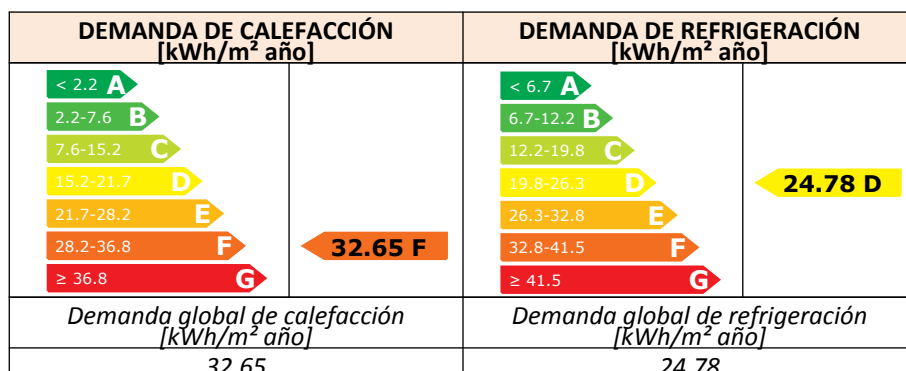 DEMANDA DE CALEFACCIÓN
[kWh/m² año]
< 2.2 A
2.2-7.6 B
7.6-15.2 C
15.2-21.7 D
21.7-28.2 E
28.2-36.8 F
≥ 36.8 G
32.65 F
Demanda global de calefacción
[kWh/m² año]
32.65
DEMANDA DE REFRIGERACIÓN
[kWh/m² año]
< 6.7 A
6.7-12.2 B
12.2-19.8 C
19.8-26.3 D
26.3-32.8 E
32.8-41.5 F
≥ 41.5 G
24.78 D
Demanda global de refrigeración
[kWh/m² año]
24.78